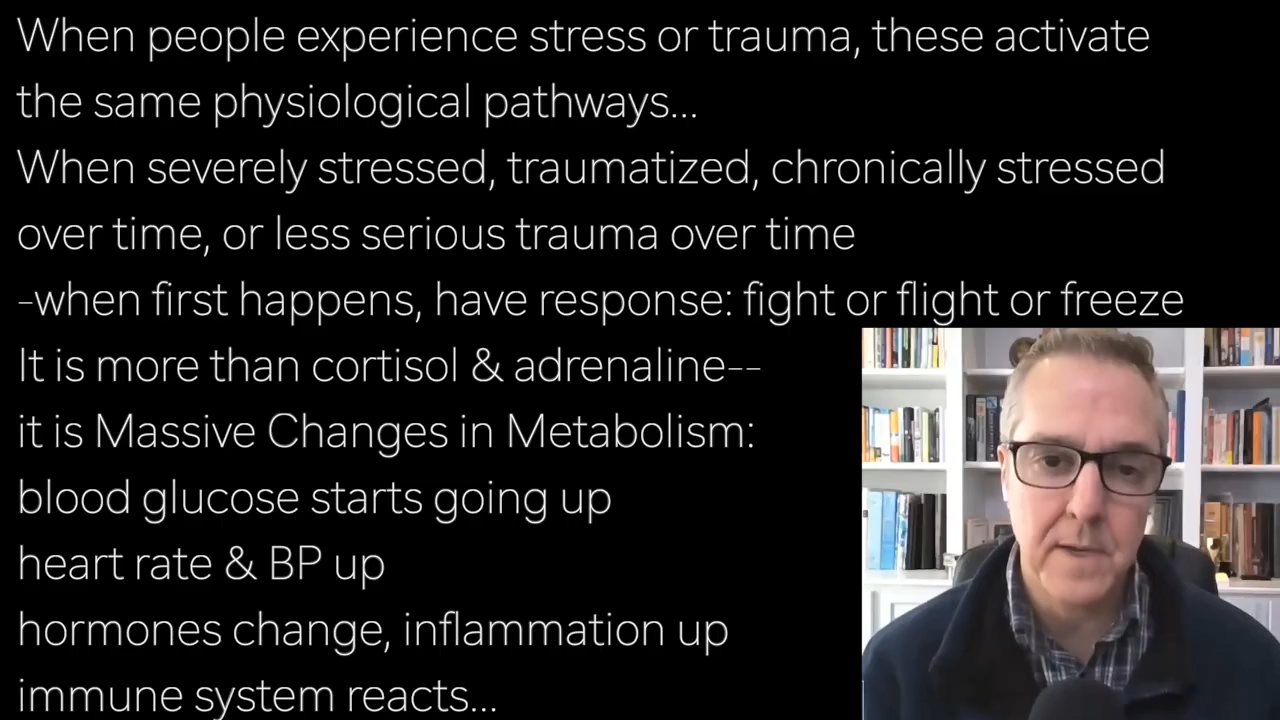 When people experience stress or trauma, these activate
the same physiological pathways...
When severely stressed, traumatized, chronically stressed
over time, or less serious trauma over time
-when first happens, have response: fight or flight or freeze
It is more than cortisol & adrenaline--
it is Massive Changes in Metabolism:
blood glucose starts going up
heart rate & BP up
hormones change, inflammation up
immune system reacts...